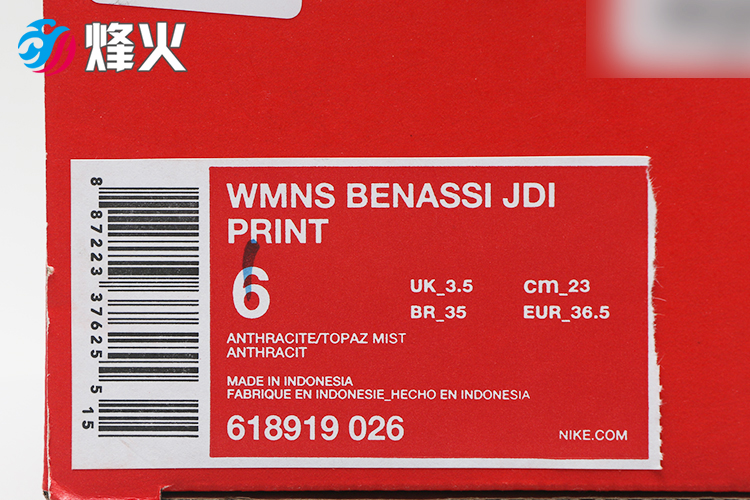 烽火
WMNS BENASSI JDI
PRINT
6
UK_3.5 cm_23
BR_35 EUR_36.5
ANTHRACITE/TOPAZ MIST
ANTHRACIT
MADE IN INDONESIA
FABRIQUE EN INDONESIE_HECHO EN INDONESIA
618919 026
NIKE.COM
8 87223 37625 5 15